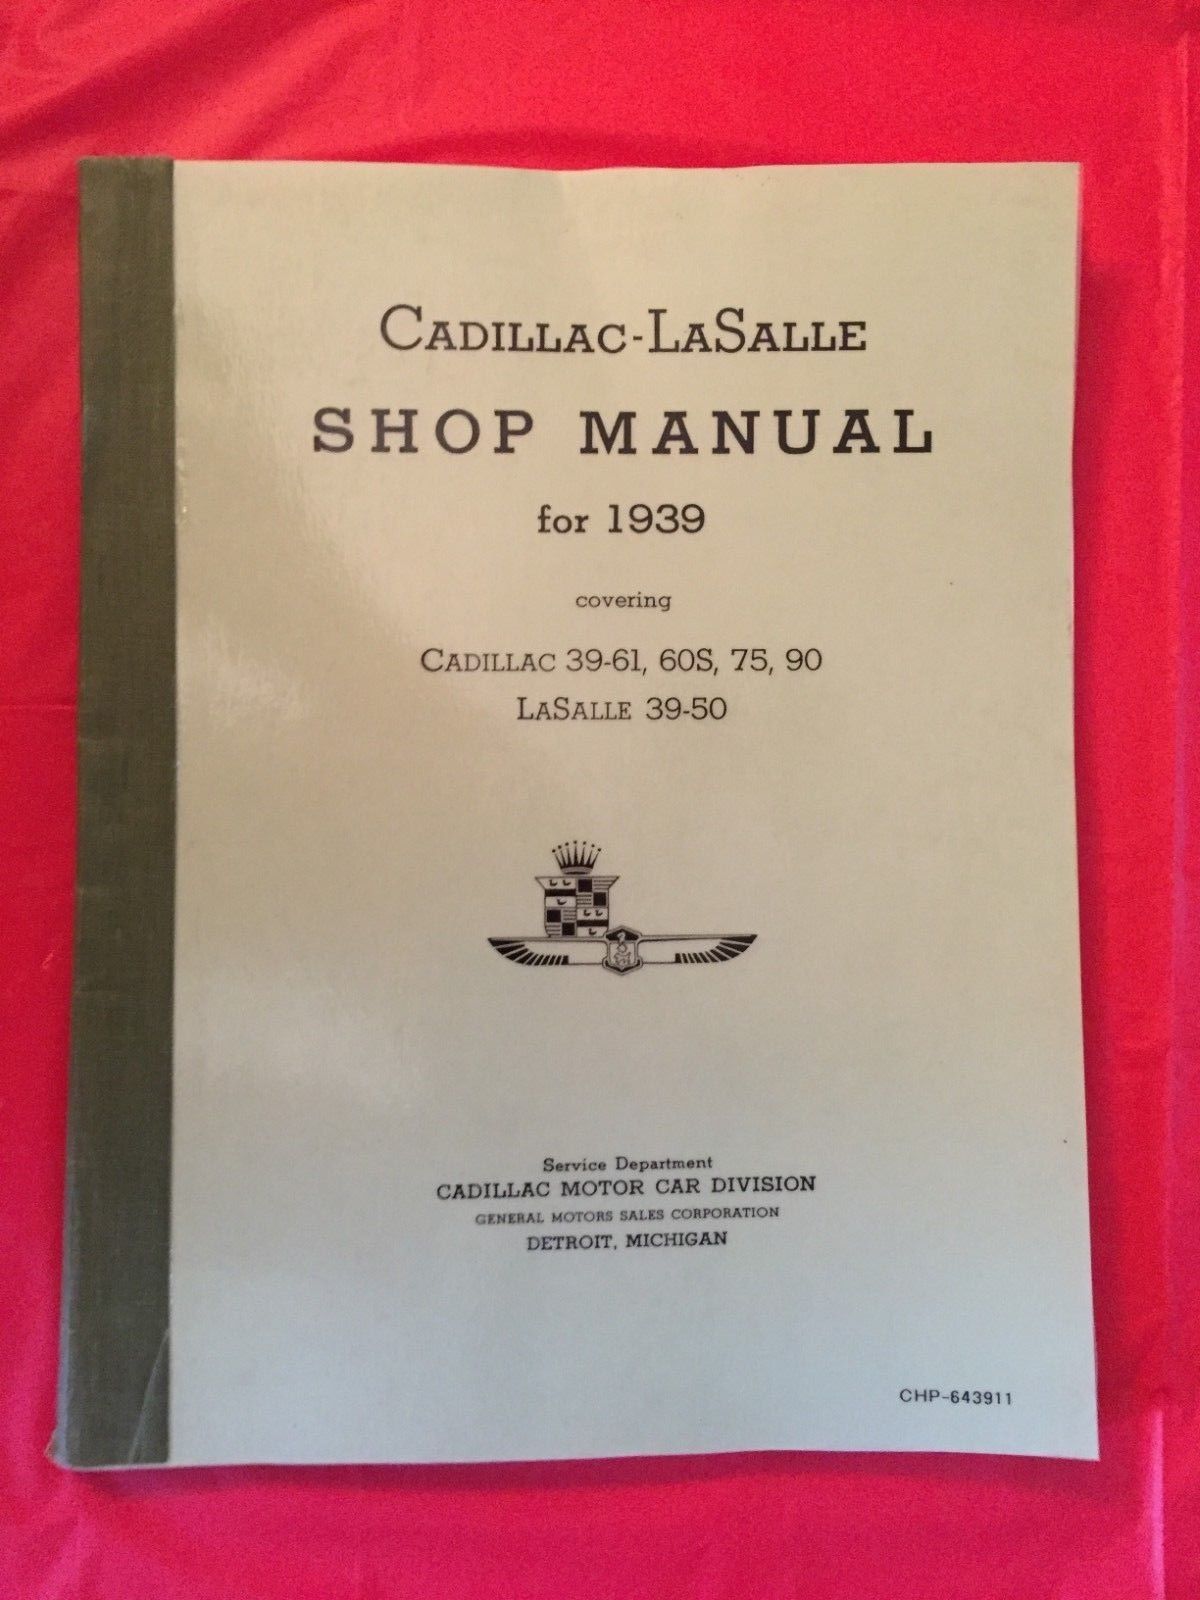 CADILLAC-LASALLE
SHOP MANUAL
for 1939
covering
CADILLAC 39-61, 60S, 75, 90
LASALLE 39-50
Service Department
CADILLAC MOTOR CAR DIVISION
GENERAL MOTORS SALES CORPORATION
DETROIT, MICHIGAN
CHP-643911